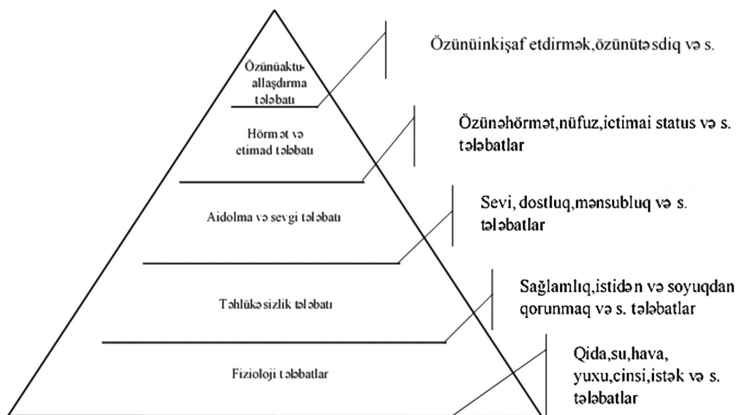 Özünüaktu-
allaşdırma
tələbatı
Özünüinkişaf etdirmək,özünütəsdiq və s.
Hörmət və
etimad tələbatı
Özünəhörmət,nüfuz,ictimai status və s.
tələbatlar
Aidolma və sevgi tələbatı
Sevi, dostluq,mənsubluq və s.
tələbatlar
Təhlükəsizlik tələbatı
Sağlamlıq,istidən və soyuqdan
qorunmaq və s. tələbatlar
Fizioloji tələbatlar
Qida,su,hava,
yuxu,cinsi,istək və s.
tələbatlar